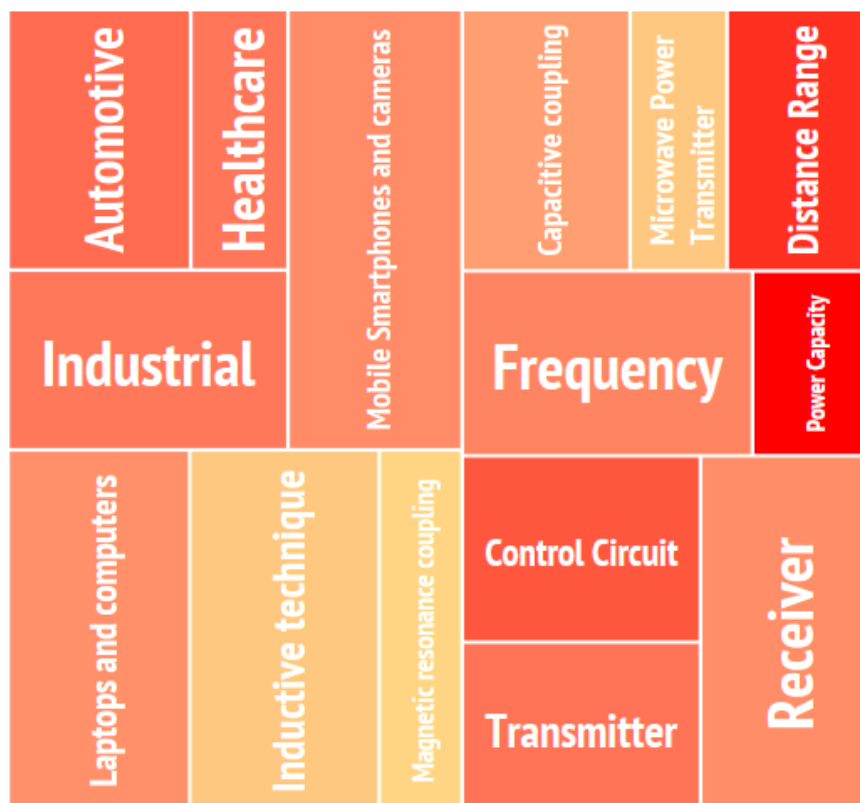 Automotive
Healthcare
Mobile Smartphones and cameras
Capacitive coupling
Microwave Power
Transmitter
Distance Range
Industrial
Frequency
Power Capacity
Laptops and computers
Inductive technique
Magnetic resonance coupling
Control Circuit
Receiver
Transmitter